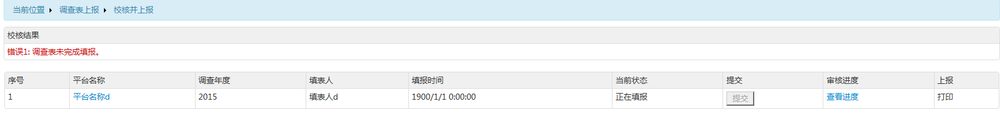 当前位置 调查表上报 校核并上报
校核结果
错误1: 调查表未完成填报。
序号 平台名称 调查年度 填表人 填报时间 当前状态 提交 审核进度 上报
1 平台名称d 2015 填表人d 1900/1/1 0:00:00 正在填报 提交 查看进度 打印